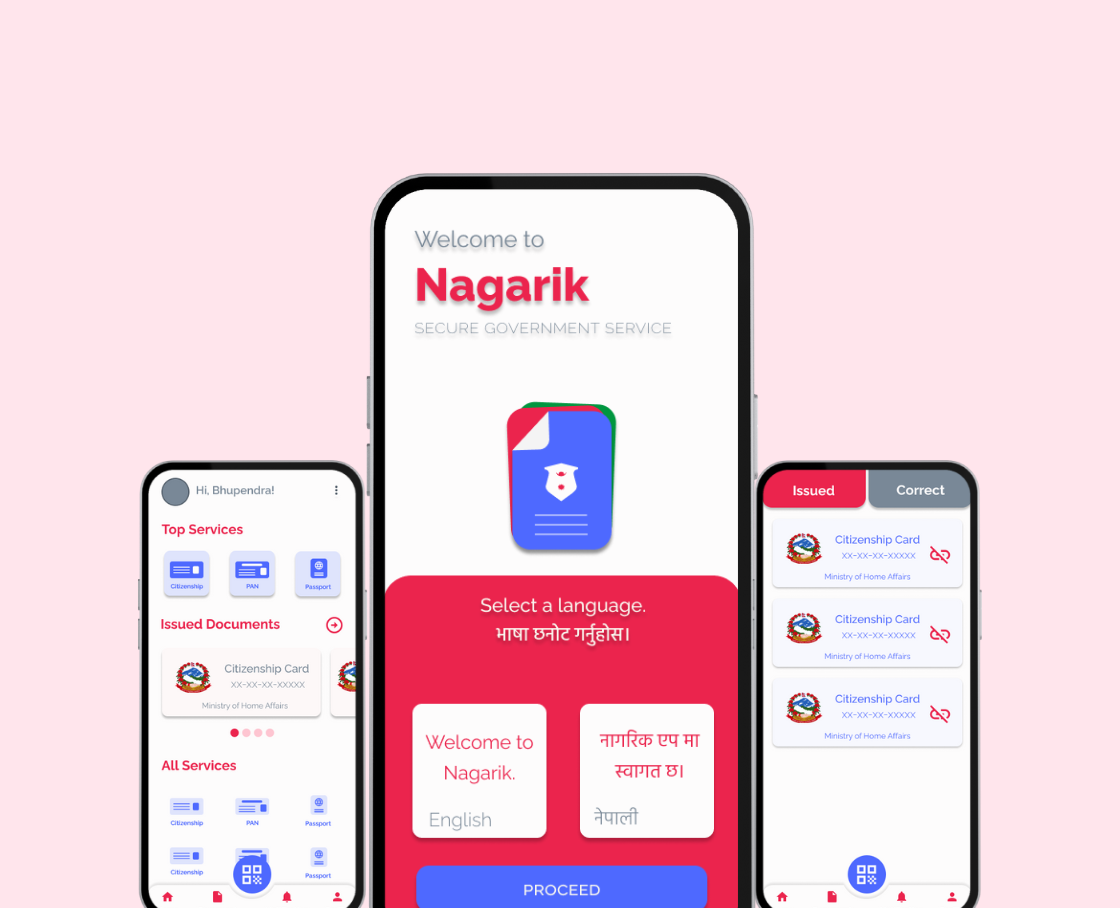 Welcome to
Nagarik
SECURE GOVERNMENT SERVICE
Select a language.
भाषा छनोट गर्नुहोस।
Welcome to
Nagarik.
English
नागरिक एप मा
स्वागत छ।
नेपाली
PROCEED
Hi, Bhupendra!
Top Services
Citizenship
PAN
Passport
Issued Documents
Citizenship Card
XX-XX-XX-XXXXX
Ministry of Home Affairs
All Services
Citizenship
PAN
Passport
Citizenship
Passport
Issued
Correct
Citizenship Card
XX-XX-XX-XXXXX
Ministry of Home Affairs
Citizenship Card
XX-XX-XX-XXXXX
Ministry of Home Affairs
Citizenship Card
XX-XX-XX-XXXXX
Ministry of Home Affairs